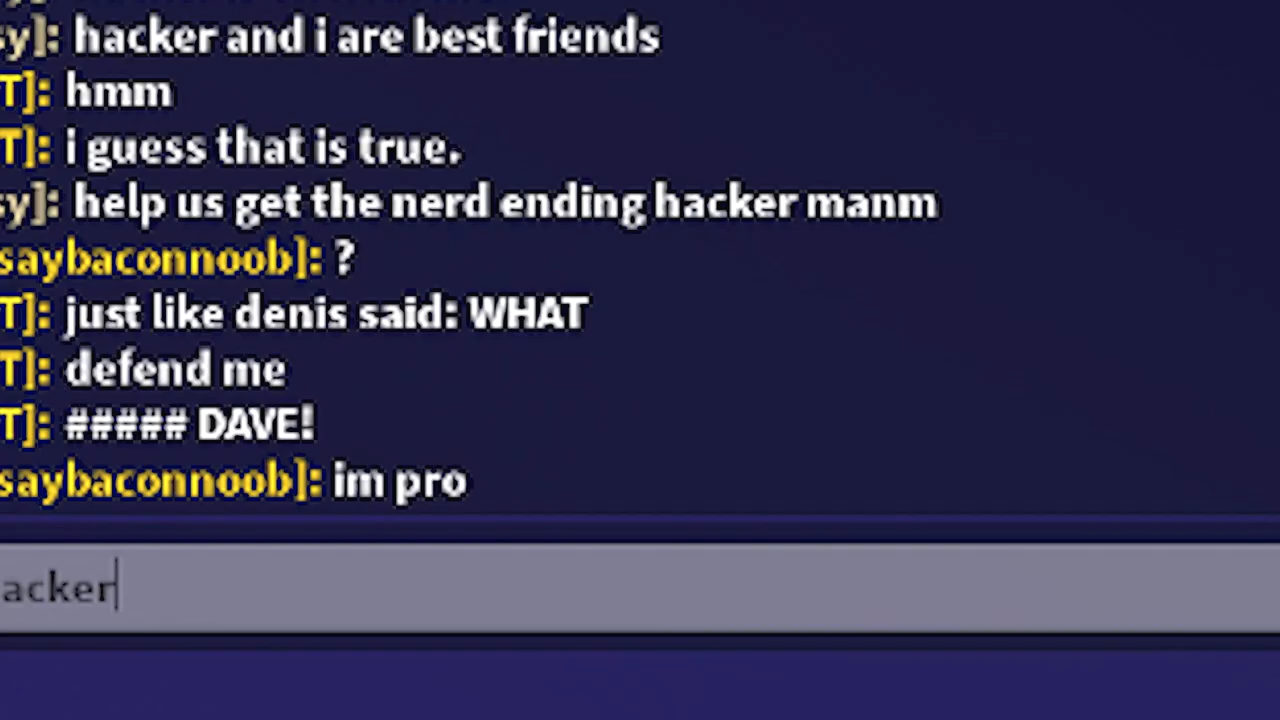 sy]: hacker and i are best friends
T]: hmm
T]: i guess that is true.
sy]: help us get the nerd ending hacker manm
saybaconnoob]: ?
T]: just like denis said: WHAT
T]: defend me
T]: ##### DAVE!
saybaconnoob]: im pro
acker